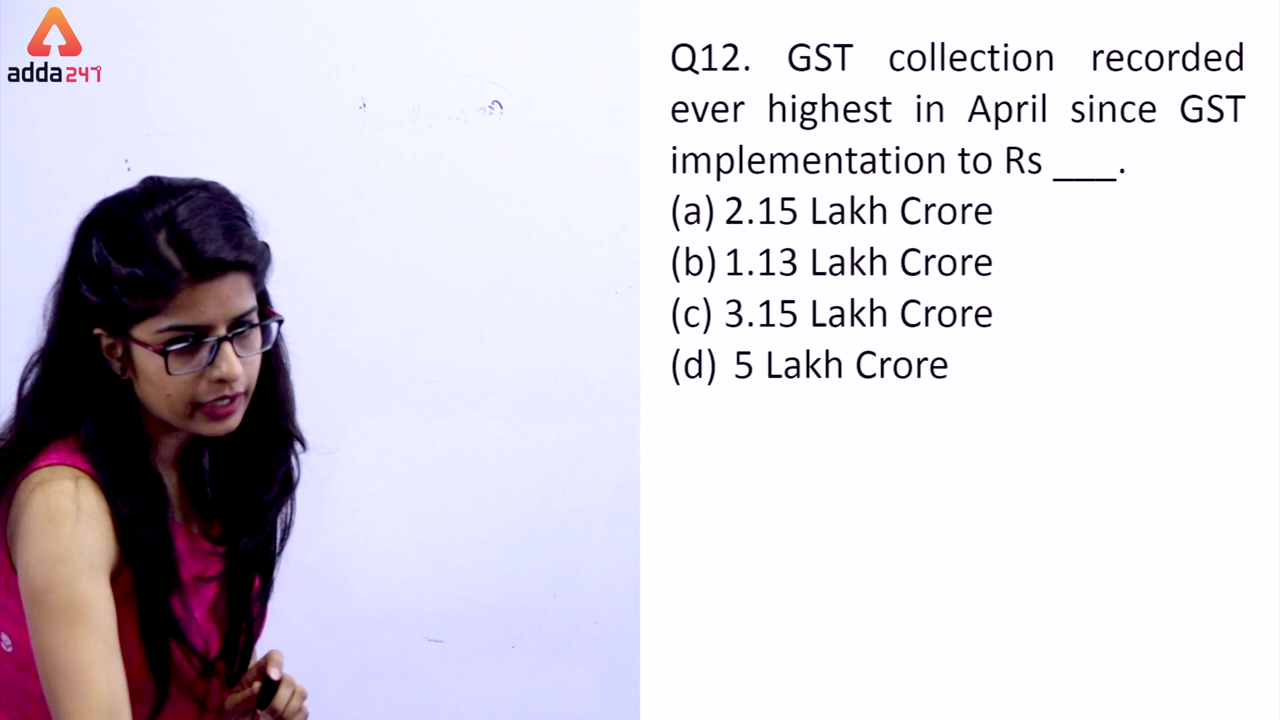 adda247
Q12. GST collection recorded
ever highest in April since GST
implementation to Rs ___.
(a) 2.15 Lakh Crore
(b) 1.13 Lakh Crore
(c) 3.15 Lakh Crore
(d) 5 Lakh Crore